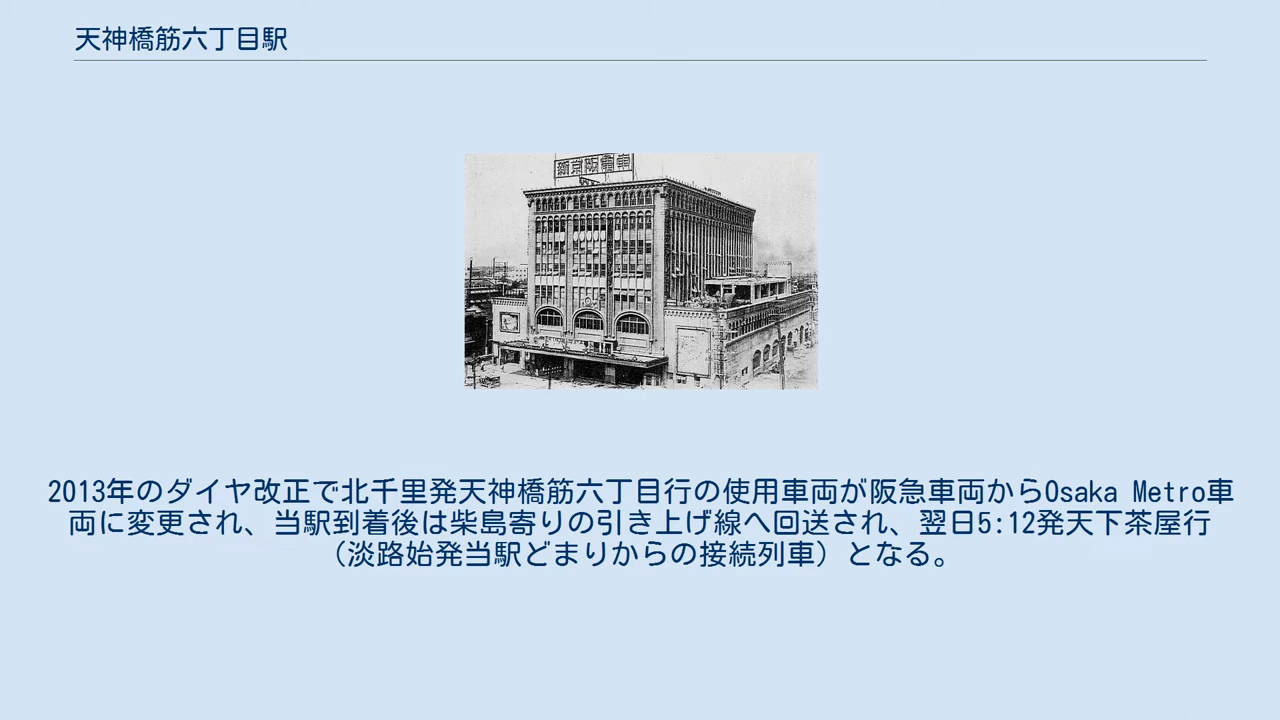 天神橋筋六丁目駅
新京阪電車
2013年のダイヤ改正で北千里発天神橋筋六丁目行の使用車両が阪急車両からOsaka Metro車
両に変更され、当駅到着後は柴島寄りの引き上げ線へ回送され、翌日5:12発天下茶屋行
（淡路始発当駅どまりからの接続列車）となる。